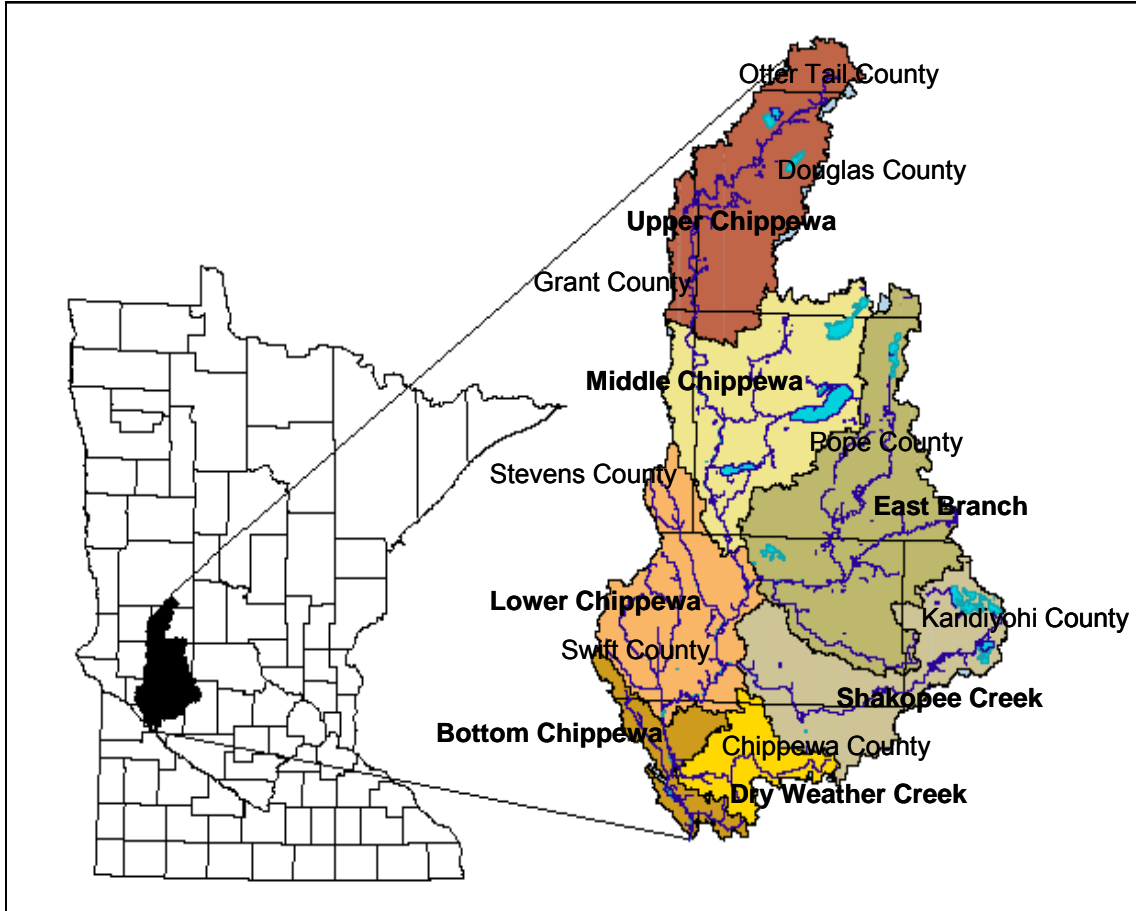 Otter Tail County
Douglas County
Upper Chippewa
Grant County
Middle Chippewa
Pope County
Stevens County
East Branch
Lower Chippewa
Kandiyohi County
Swift County
Shakopee Creek
Bottom Chippewa
Chippewa County
Dry Weather Creek